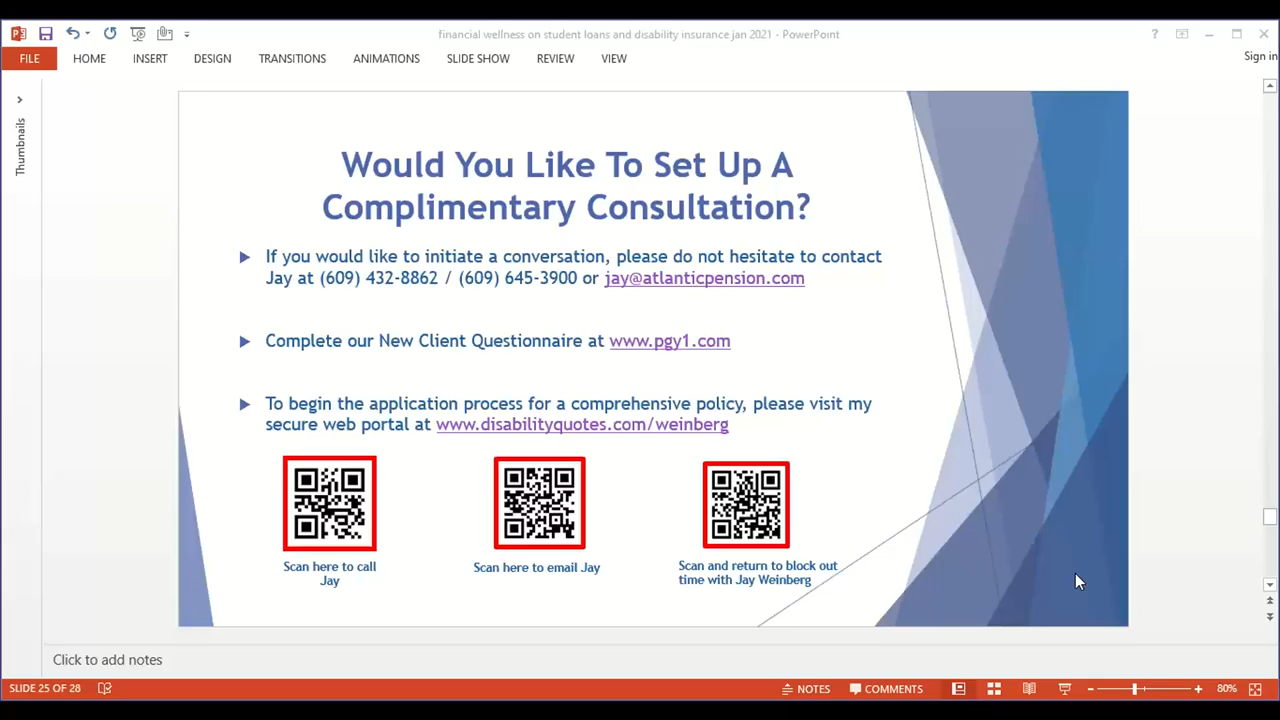 financial wellness on student loans and disability insurance jan 2021 - PowerPoint
?
Sign in
FILE HOME INSERT DESIGN TRANSITIONS ANIMATIONS SLIDE SHOW REVIEW VIEW
Thumbnails
Would You Like To Set Up A
Complimentary Consultation?
If you would like to initiate a conversation, please do not hesitate to contact
Jay at (609) 432-8862 / (609) 645-3900 or jay@atlanticpension.com
Complete our New Client Questionnaire at www.pgy1.com
To begin the application process for a comprehensive policy, please visit my
secure web portal at www.disabilityquotes.com/weinberg
Scan here to call
Jay
Scan here to email Jay
Scan and return to block out
time with Jay Weinberg
Click to add notes
SLIDE 25 OF 28 NOTES COMMENTS 80%